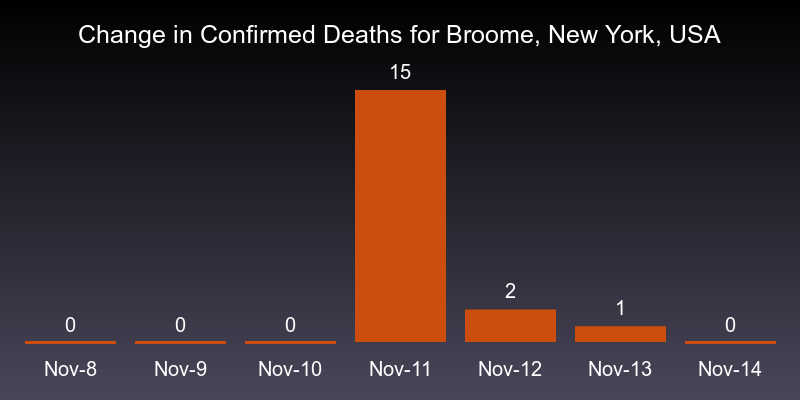 Change in Confirmed Deaths for Broome, New York, USA
15
2
1
0 0 0 0
Nov-8 Nov-9 Nov-10 Nov-11 Nov-12 Nov-13 Nov-14